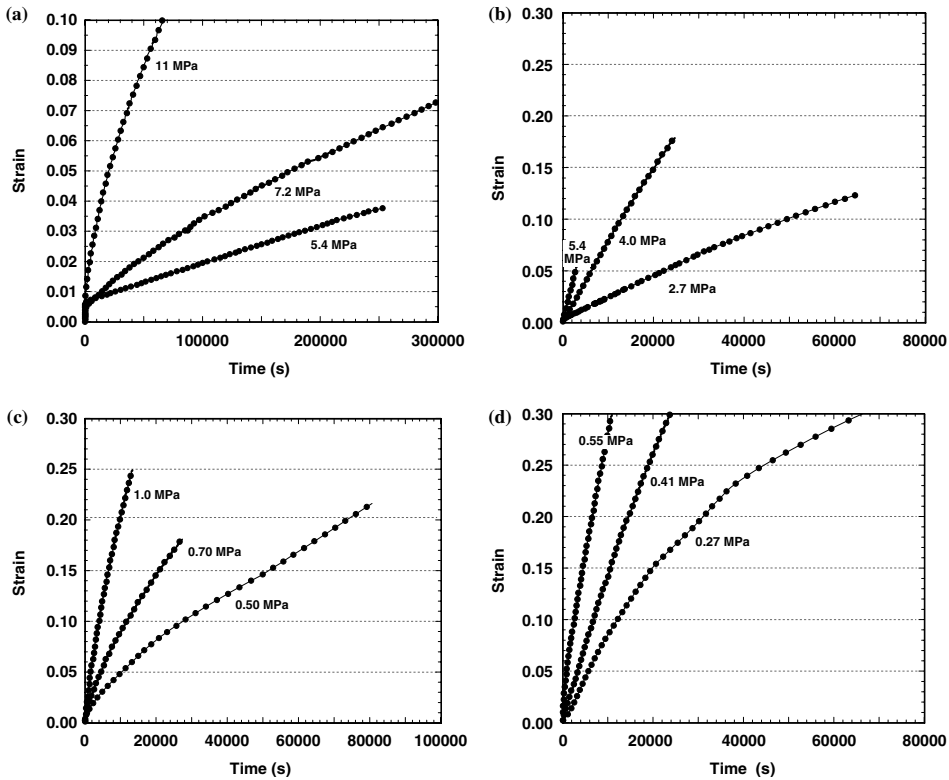 (a)
0.10
0.09
0.08
0.07
0.06
0.05
0.04
0.03
0.02
0.01
0.00
Strain
11 MPa
7.2 MPa
5.4 MPa
0
100000
200000
300000
Time (s)
(b)
0.30
0.25
0.20
0.15
0.10
0.05
0.00
Strain
5.4
MPa
4.0 MPa
2.7 MPa
0
20000
40000
60000
80000
Time (s)
(c)
0.30
0.25
0.20
0.15
0.10
0.05
0.00
Strain
1.0 MPa
0.70 MPa
0.50 MPa
0
20000
40000
60000
80000
100000
Time (s)
(d)
0.30
0.25
0.20
0.15
0.10
0.05
0.00
Strain
0.55 MPa
0.41 MPa
0.27 MPa
0
20000
40000
60000
80000
Time (s)